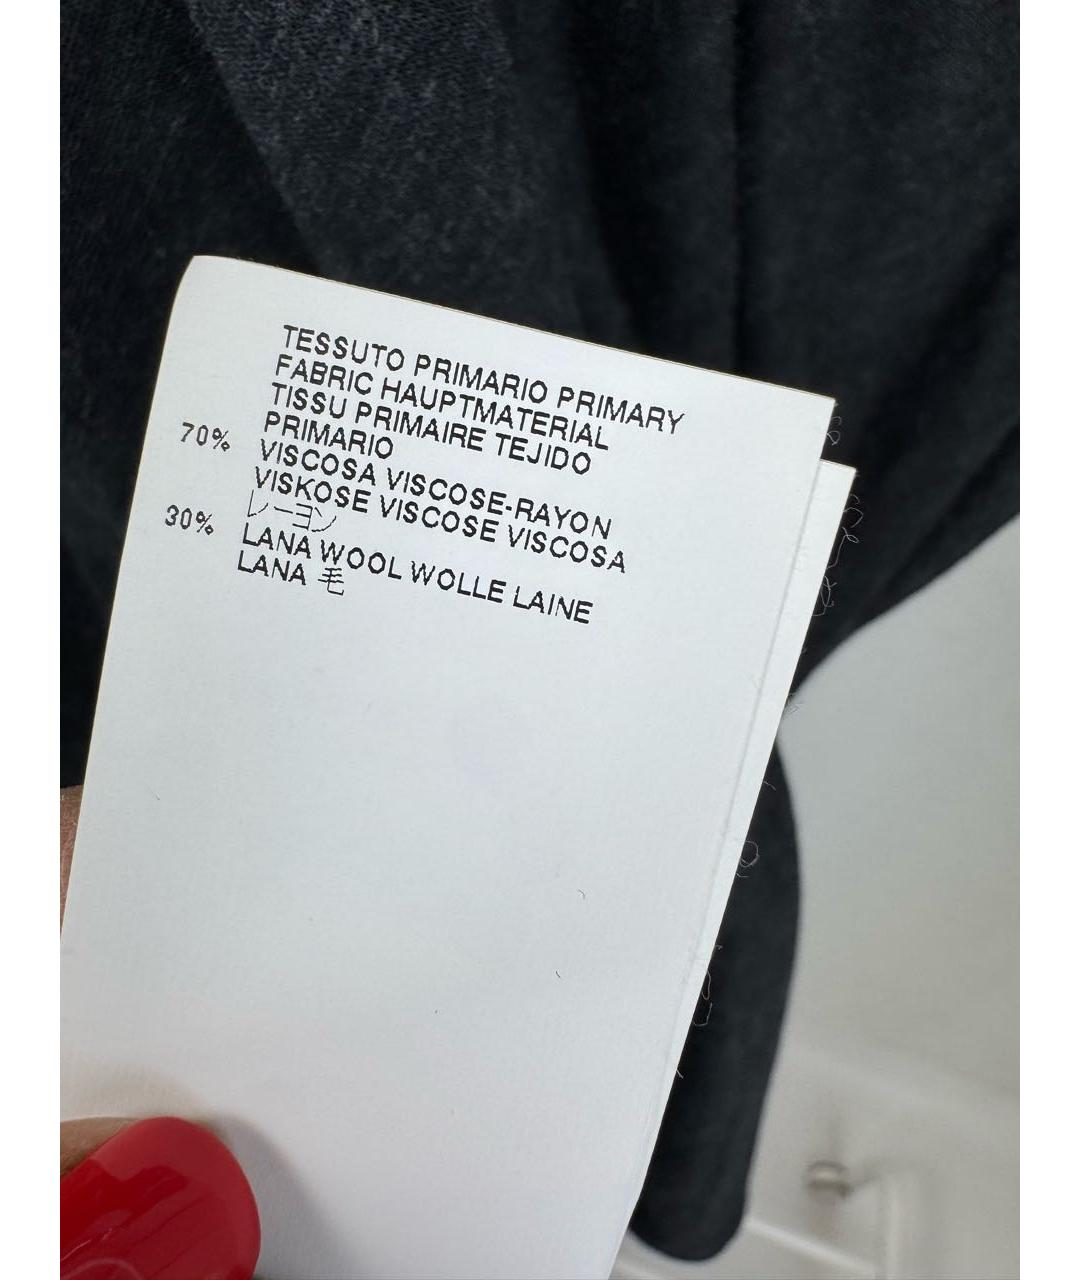 TESSUTO PRIMARIO PRIMARY
FABRIC HAUPTMATERIAL
TISSU PRIMAIRE TEJIDO
PRIMARIO
70% VISCOSA VISCOSE-RAYON
VISKOSE VISCOSE VISCOSA
レーヨン
30% LANA WOOL WOLLE LAINE
LANA 毛